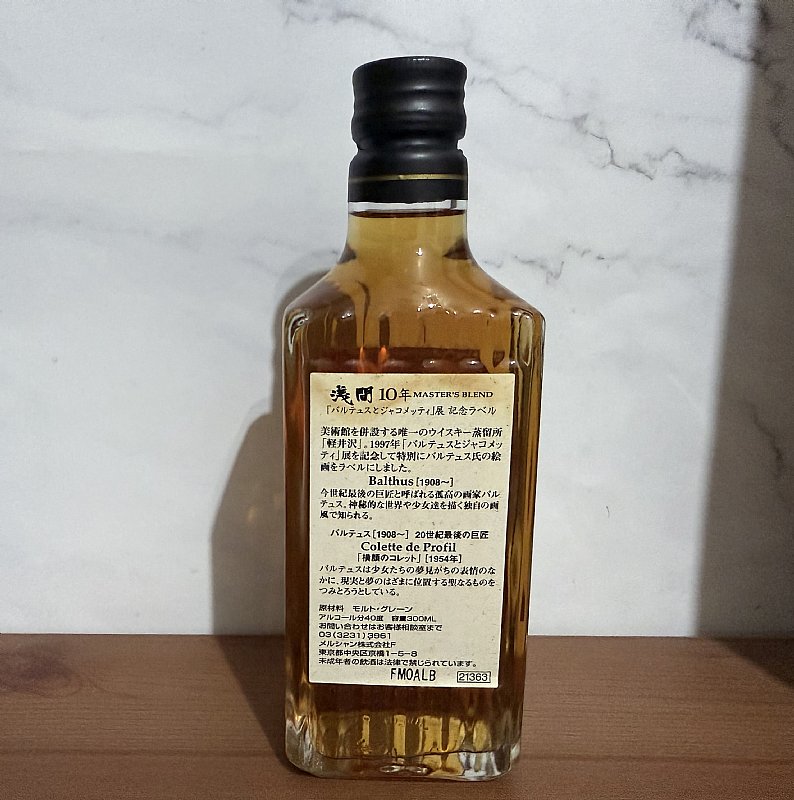 浅間 10年 MASTER'S BLEND
「バルテュスとジャコメッティ」展 記念ラベル
美術館を併設する唯一のウイスキー蒸留所
「軽井沢」。1997年「バルテュスとジャコメッ
ティ」展を記念して特別にバルテュス氏の絵
画をラベルにしました。
Balthus [1908〜]
今世紀最後の巨匠と呼ばれる孤高の画家バル
テュス。神秘的な世界や少女達を描く独自の画
風で知られる。
バルテュス [1908〜] 20世紀最後の巨匠
Colette de Profil
「横顔のコレット」 [1954年]
バルテュスは少女たちの夢見がちの表情のな
かに、現実と夢のはざまに位置する聖なるものを
つみとろうとしている。
原材料 モルト・グレーン
アルコール分40度 容量300ML
お問い合わせはお客様相談室まで
03(3231)3961
メルシャン株式会社F
東京都中央区京橋1-5-8
未成年者の飲酒は法律で禁じられています。
FM0ALB 21363